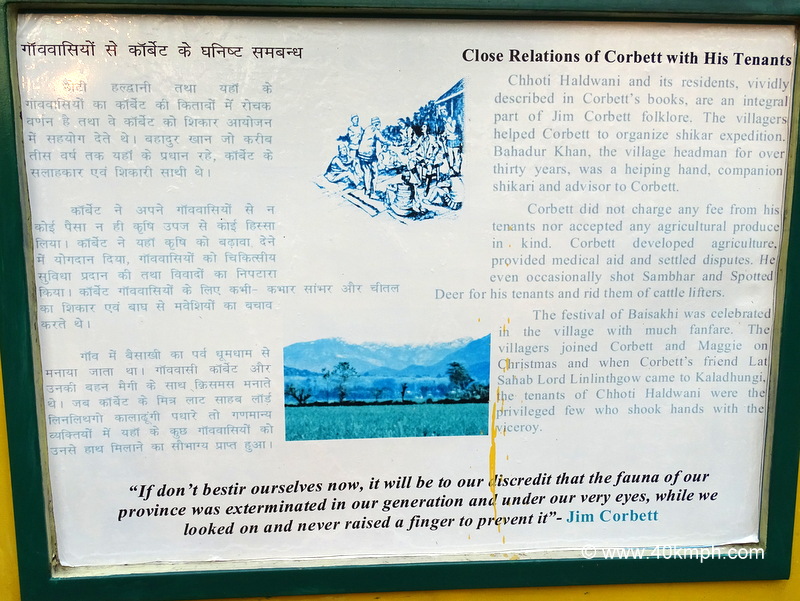 गाँववासियों से कॉर्बेट के घनिष्ट समबन्ध
छोटी हल्द्वानी तथा यहां के
गाँववासियों का कॉर्बेट की किताबों में रोचक
वर्णन है तथा वे कॉर्बेट को शिकार आयोजन
में सहयोग देते थे। बहादुर खान जो करीब
तीस वर्ष तक यहाँ के प्रधान रहे, कॉर्बेट के
सलाहकार एवं शिकारी साथी थे।
कॉर्बेट ने अपने गाँववासियों से न
कोई पैसा न ही कृषि उपज से कोई हिस्सा
लिया। कॉर्बेट ने यहाँ कृषि को बढ़ावा देने
में योगदान दिया, गाँववासियों को चिकित्सीय
सुविधा प्रदान की तथा विवादों का निपटारा
किया। कॉर्बेट गाँववासियों के लिए कभी- कभार सांभर और चीतल
का शिकार एवं बाघ से मवेशियों का बचाव
करते थे।
गाँव में बैसाखी का पर्व धूमधाम से
मनाया जाता था। गाँववासी कॉर्बेट और
उनकी बहन मैगी के साथ क्रिसमस मनाते
थे। जब कॉर्बेट के मित्र लाट साहब लॉर्ड
लिनलिथगो कालाढूंगी पधारे तो गणमान्य
व्यक्तियों में यहाँ के कुछ गाँववासियों को
उनसे हाथ मिलाने का सौभाग्य प्राप्त हुआ।
Close Relations of Corbett with His Tenants
Chhoti Haldwani and its residents, vividly
described in Corbett's books, are an integral
part of Jim Corbett folklore. The villagers
helped Corbett to organize shikar expedition.
Bahadur Khan, the village headman for over
thirty years, was a heiping hand, companion
shikari and advisor to Corbett.
Corbett did not charge any fee from his
tenants nor accepted any agricultural produce
in kind. Corbett developed agriculture,
provided medical aid and settled disputes. He
even occasionally shot Sambhar and Spotted
Deer for his tenants and rid them of cattle lifters.
The festival of Baisakhi was celebrated
in the village with much fanfare. The
villagers joined Corbett and Maggie on
Christmas and when Corbett's friend Lat
Sahab Lord Linlinthgow came to Kaladhungi,
the tenants of Chhoti Haldwani were the
privileged few who shook hands with the
viceroy.
“If don't bestir ourselves now, it will be to our discredit that the fauna of our
province was exterminated in our generation and under our very eyes, while we
looked on and never raised a finger to prevent it”- Jim Corbett
© www.40kmph.com